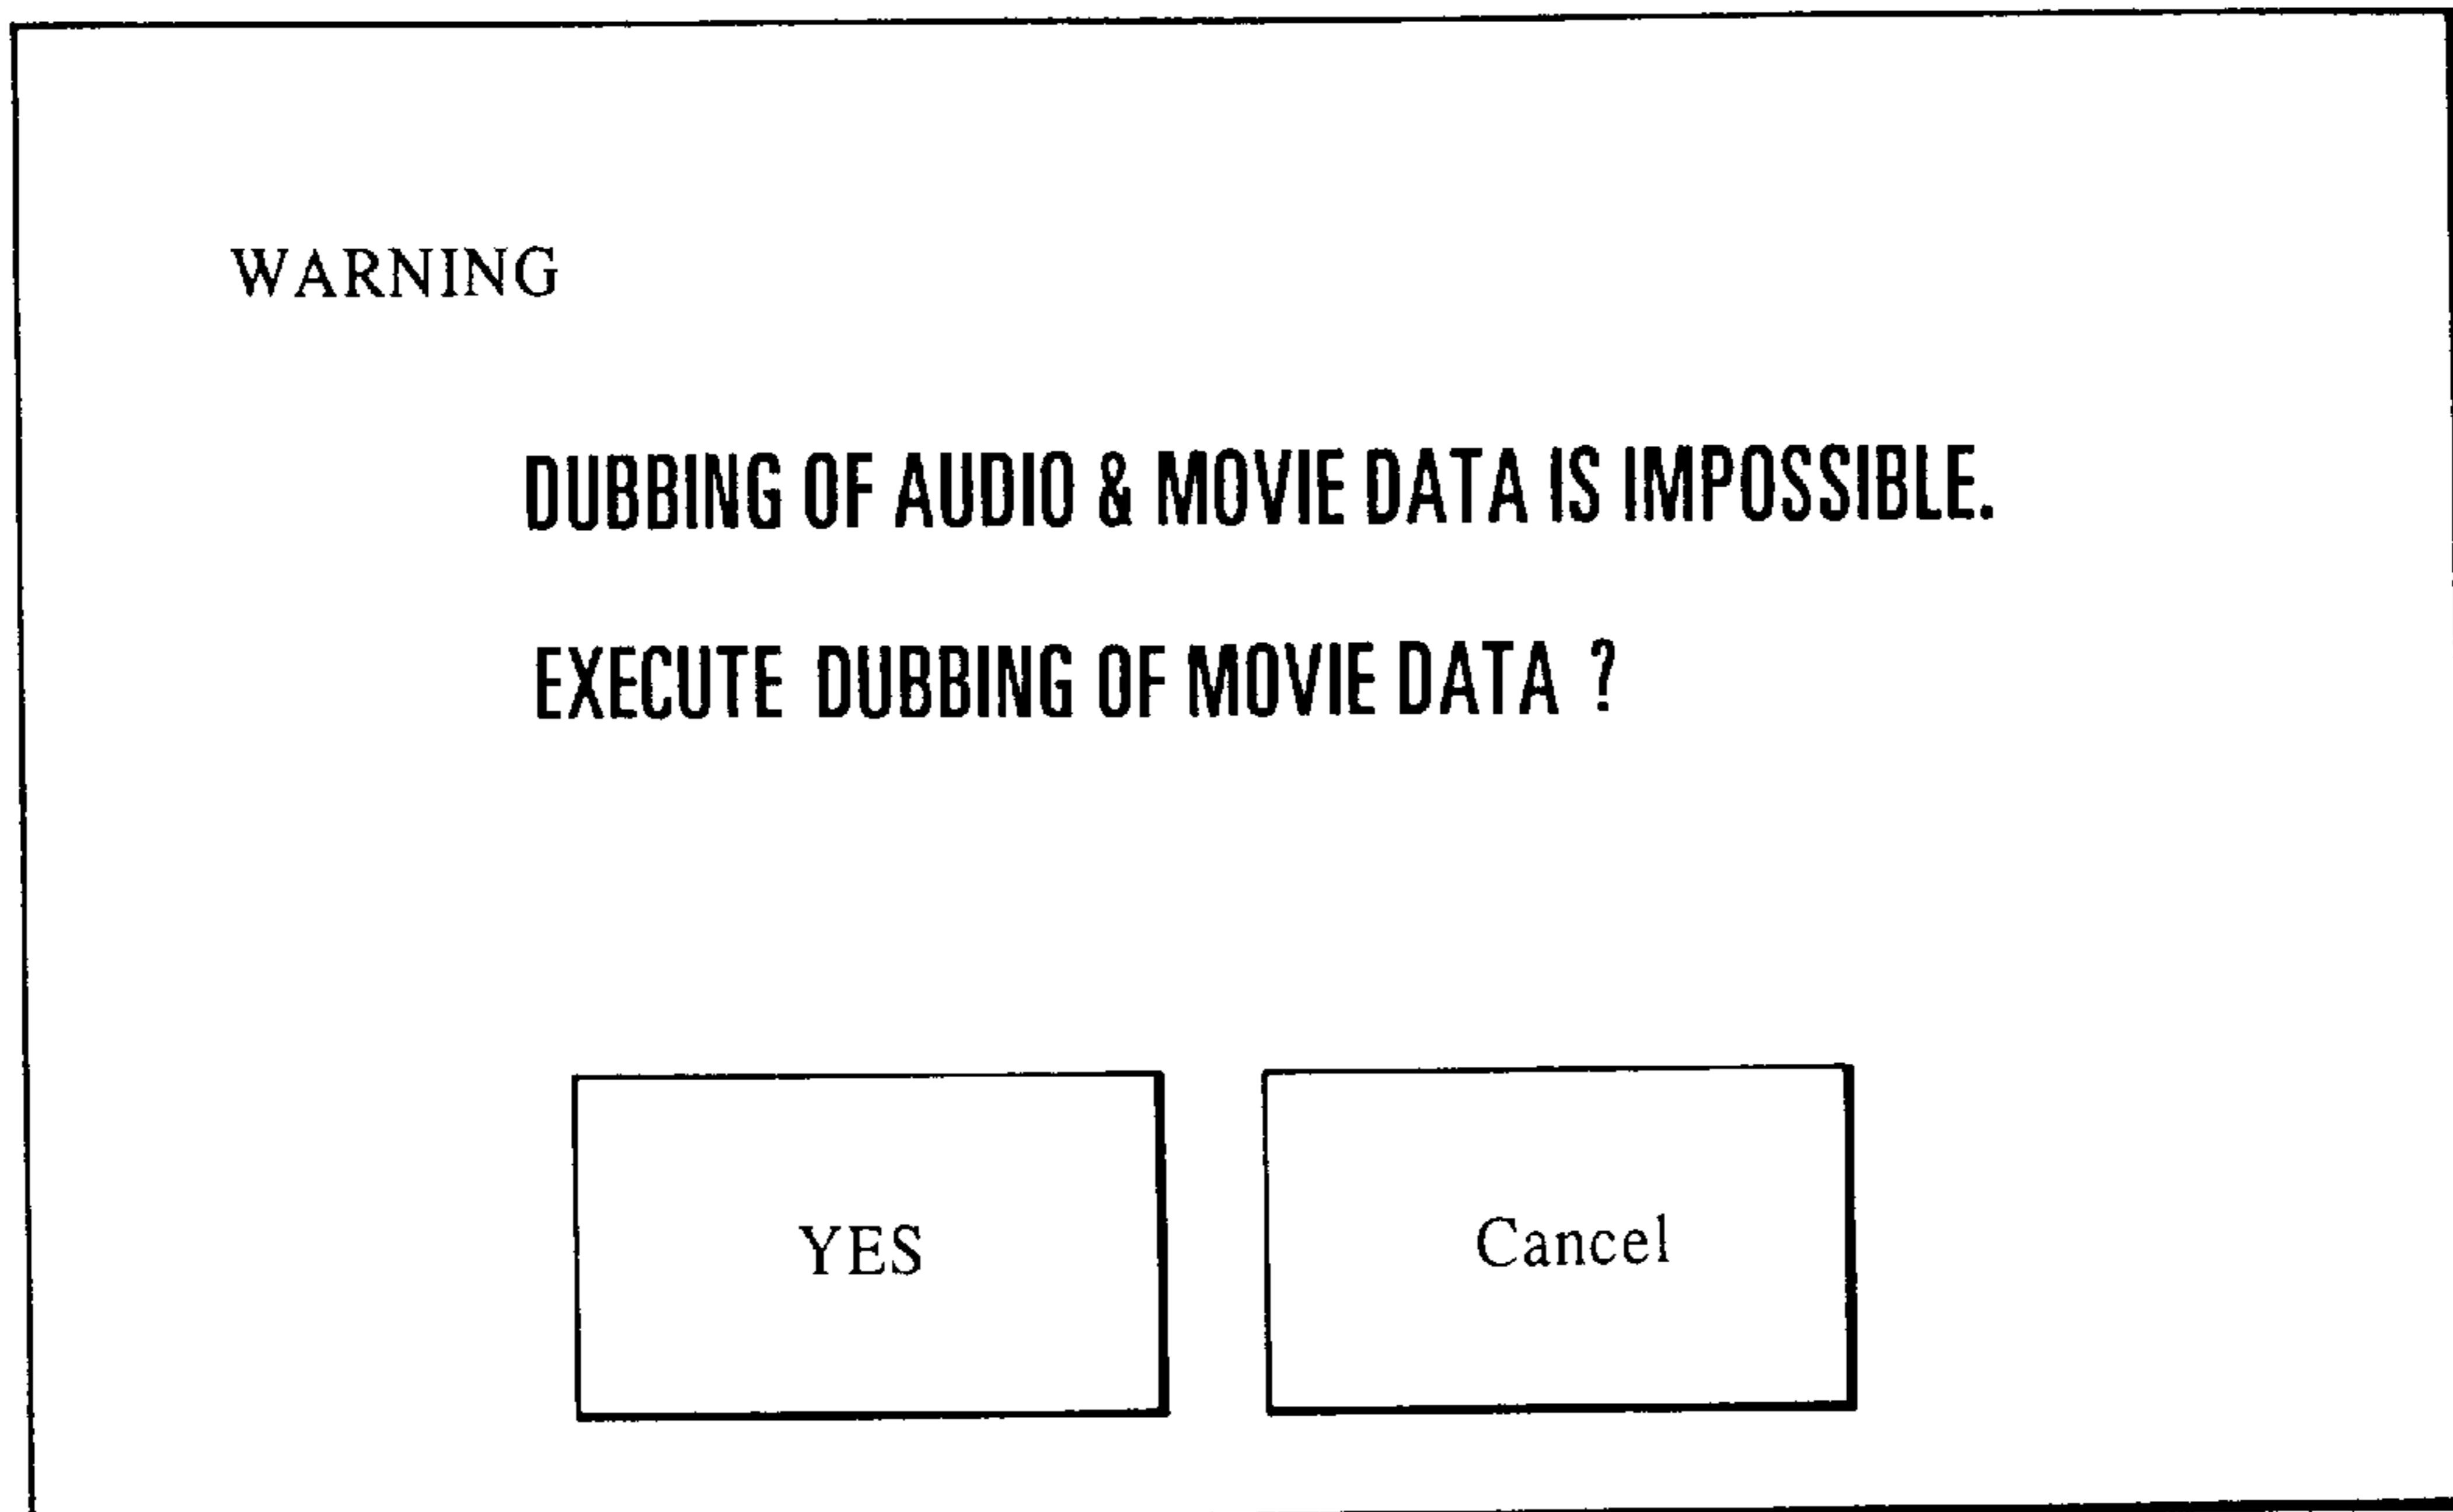 WARNING
DUBBING OF AUDIO & MOVIE DATA IS IMPOSSIBLE.
EXECUTE DUBBING OF MOVIE DATA ?
YES
Cancel